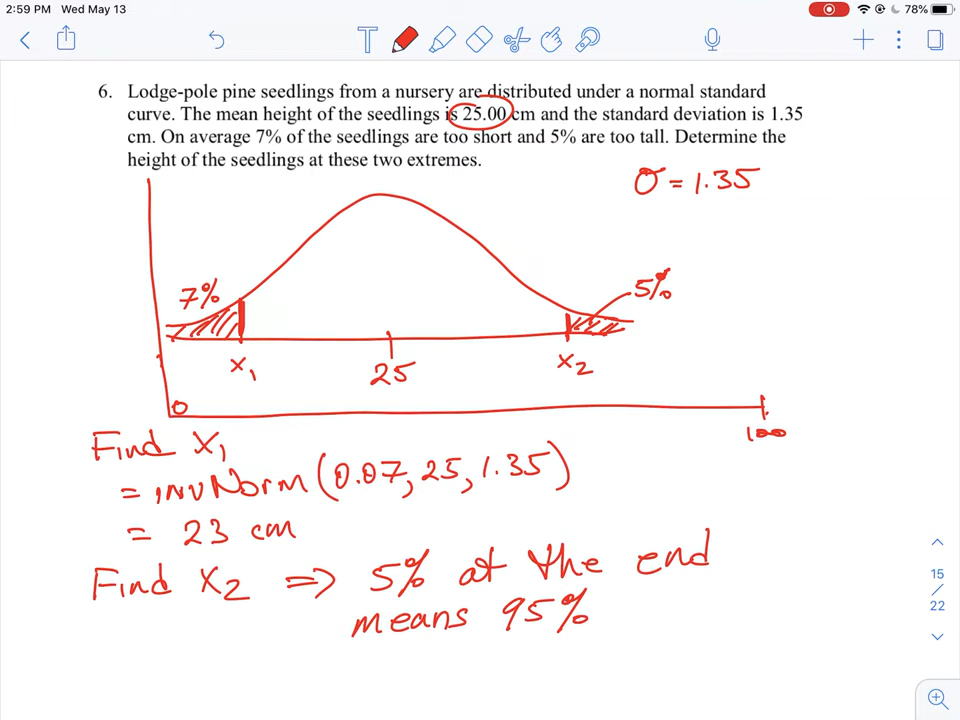 2:59 PM Wed May 13
78%
T
6. Lodge-pole pine seedlings from a nursery are distributed under a normal standard
curve. The mean height of the seedlings is 25.00 cm and the standard deviation is 1.35
cm. On average 7% of the seedlings are too short and 5% are too tall. Determine the
height of the seedlings at these two extremes.
σ = 1.35
7%
5%
x₁
25
x₂
0
100
Find x₁
= invNorm (0.07, 25, 1.35)
= 23 cm
Find x₂ ⇒ 5% at the end
means 95%
15
/
22